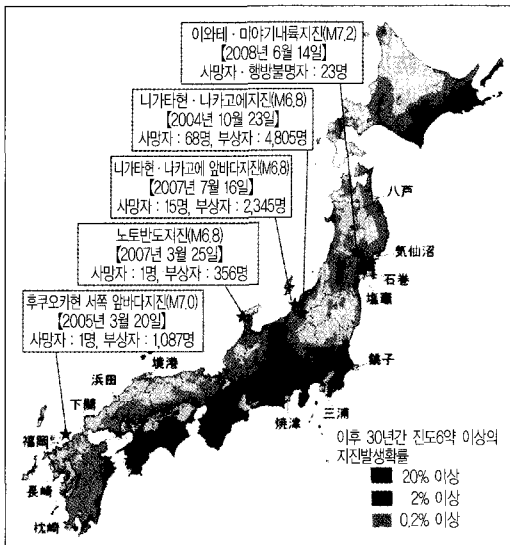 이와테·미야기내륙지진(M7.2)
【2008년 6월 14일】
사망자·행방불명자 : 23명
니가타현·나카고에지진(M6.8)
【2004년 10월 23일】
사망자 : 68명, 부상자 : 4,805명
니가타현·나카고에 앞바다지진(M6.8)
【2007년 7월 16일】
사망자 : 15명, 부상자 : 2,345명
노토반도저진(M6.8)
【2007년 3월 25일】
사망자 : 1명, 부상자 : 356명
후쿠오카현 서쪽 앞바다지진(M7.0)
【2005년 3월 20일】
사망자 : 1명, 부상자 : 1,087명
八戸
気仙沼
石巻
塩竈
銚子
三浦
焼津
境港
浜田
下關
福岡
長崎
枕崎
이후 30년간 진도6약 이상의
지진발생확률
20% 이상
2% 이상
0.2% 이상